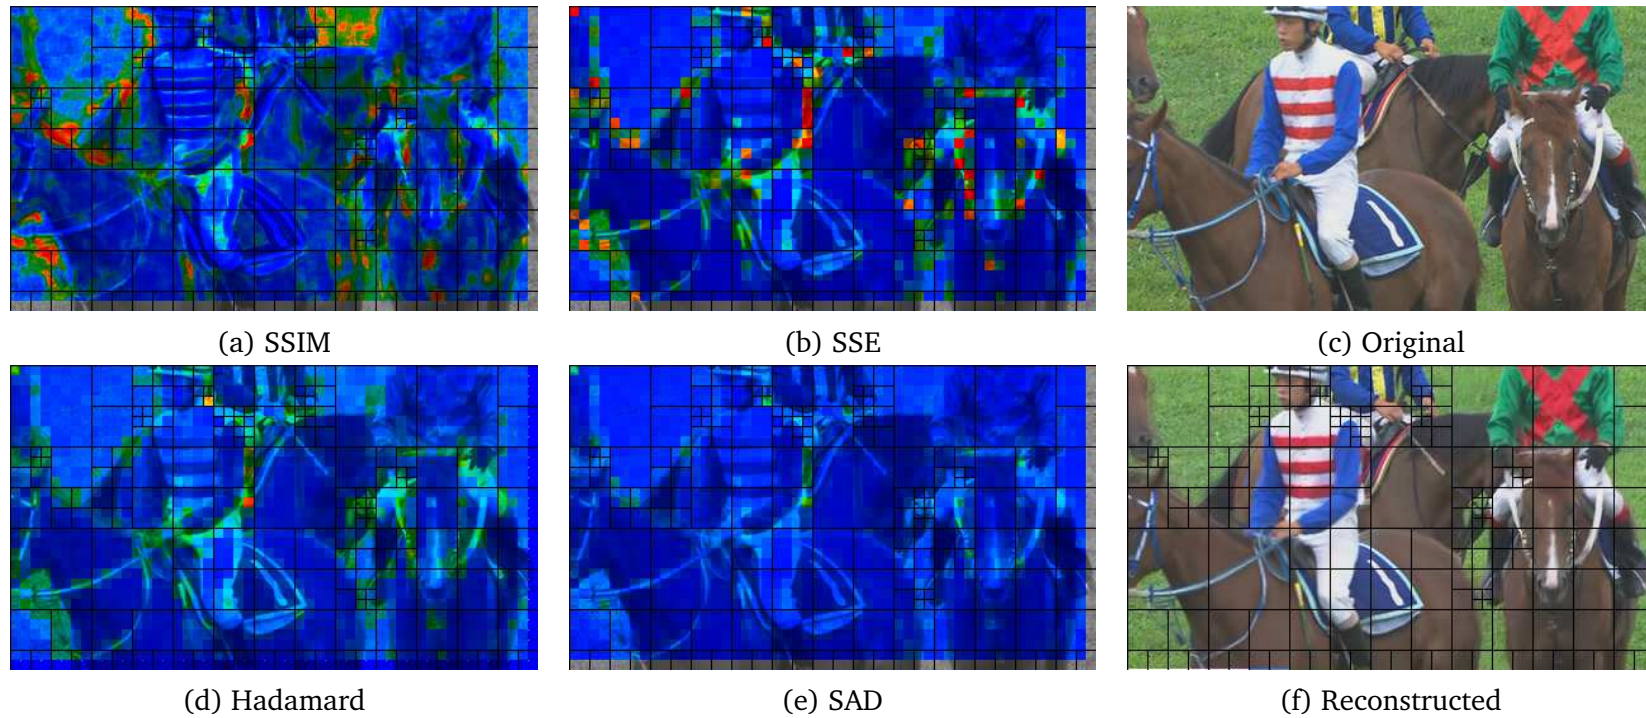 (a) SSIM
(b) SSE
(c) Original
(d) Hadamard
(e) SAD
(f) Reconstructed